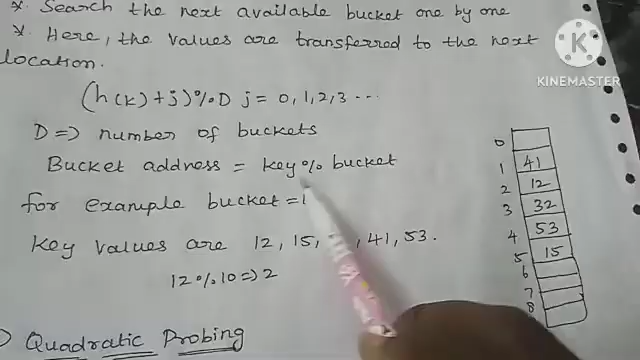 * Search the next available bucket one by one
* Here, the values are transferred to the next
location.
(h(k)+j)%D j=0,1,2,3 ...
D => number of buckets
Bucket address = key % bucket
for example bucket = 1
key values are 12, 15, , 41, 53.
12 % 10 => 2
) Quadratic Probing
0
1 41
2 12
3 32
4 53
5 15
6
7
8
KINEMASTER